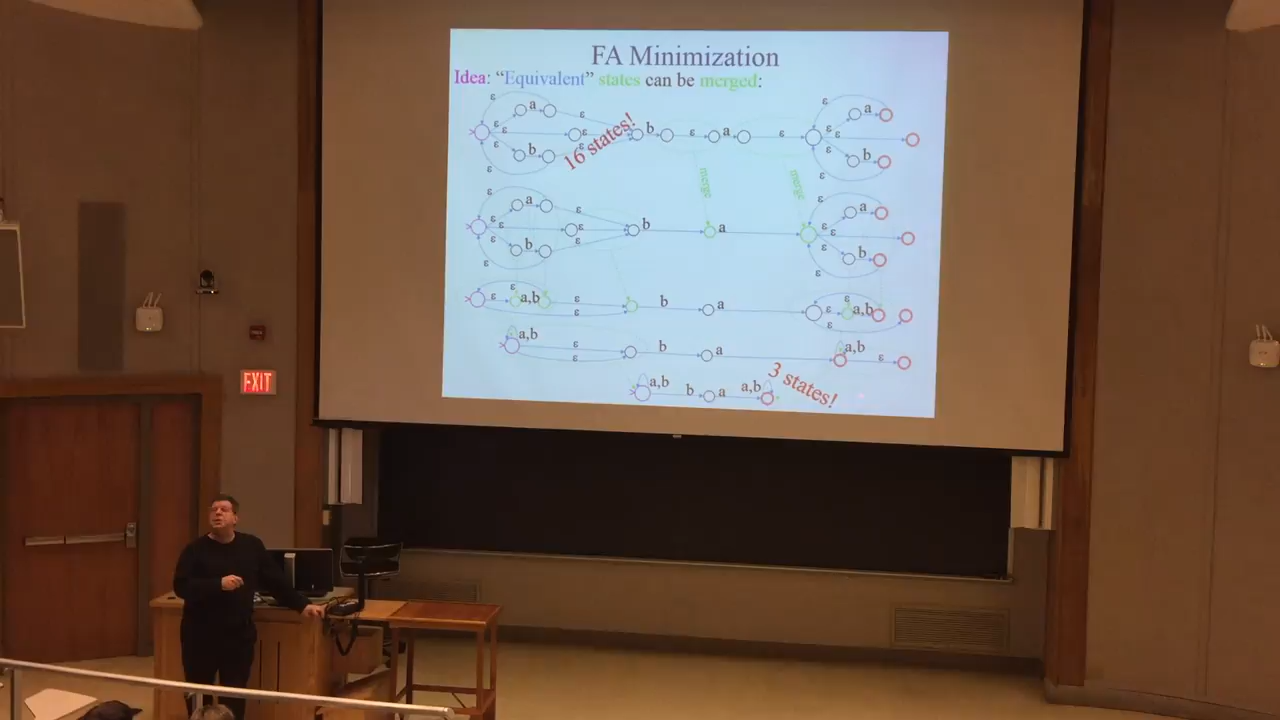 FA Minimization
Idea: “Equivalent” states can be merged:
ε a ε ε a
ε ε ε b ε a ε ε ε
16 states!
ε b ε ε b
ε ε
merge merge
ε a ε ε a
ε ε ε b a ε ε
ε b ε ε b
ε ε
ε ε
ε a,b ε b a ε a,b
ε ε
a,b ε b a a,b ε
ε
3 states!
a,b b a a,b
EXIT